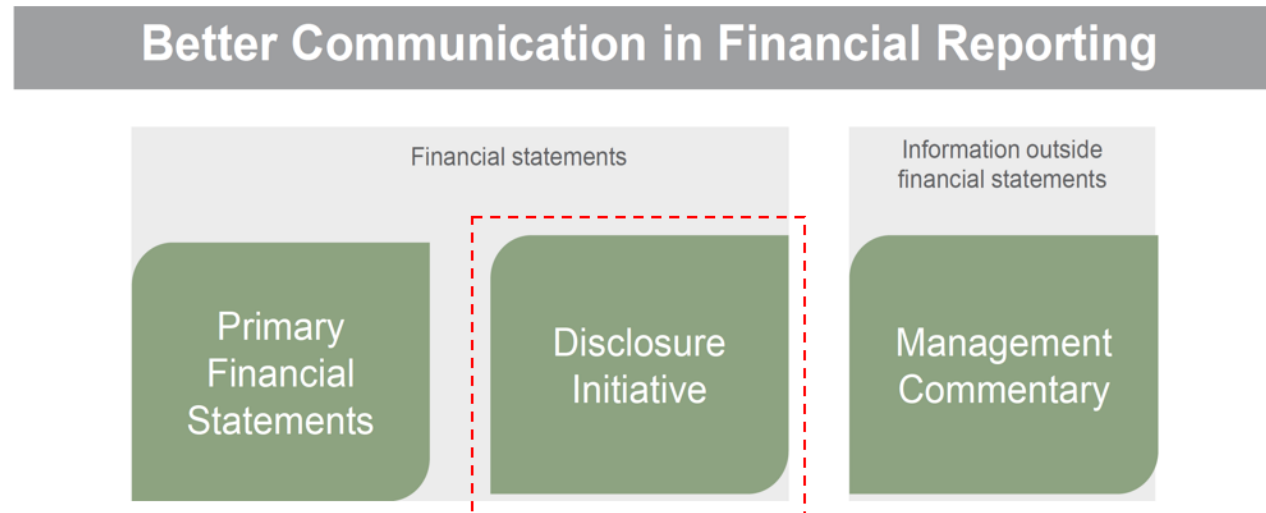 Better Communication in Financial Reporting
Financial statements
Information outside
financial statements
Primary
Financial
Statements
Disclosure
Initiative
Management
Commentary